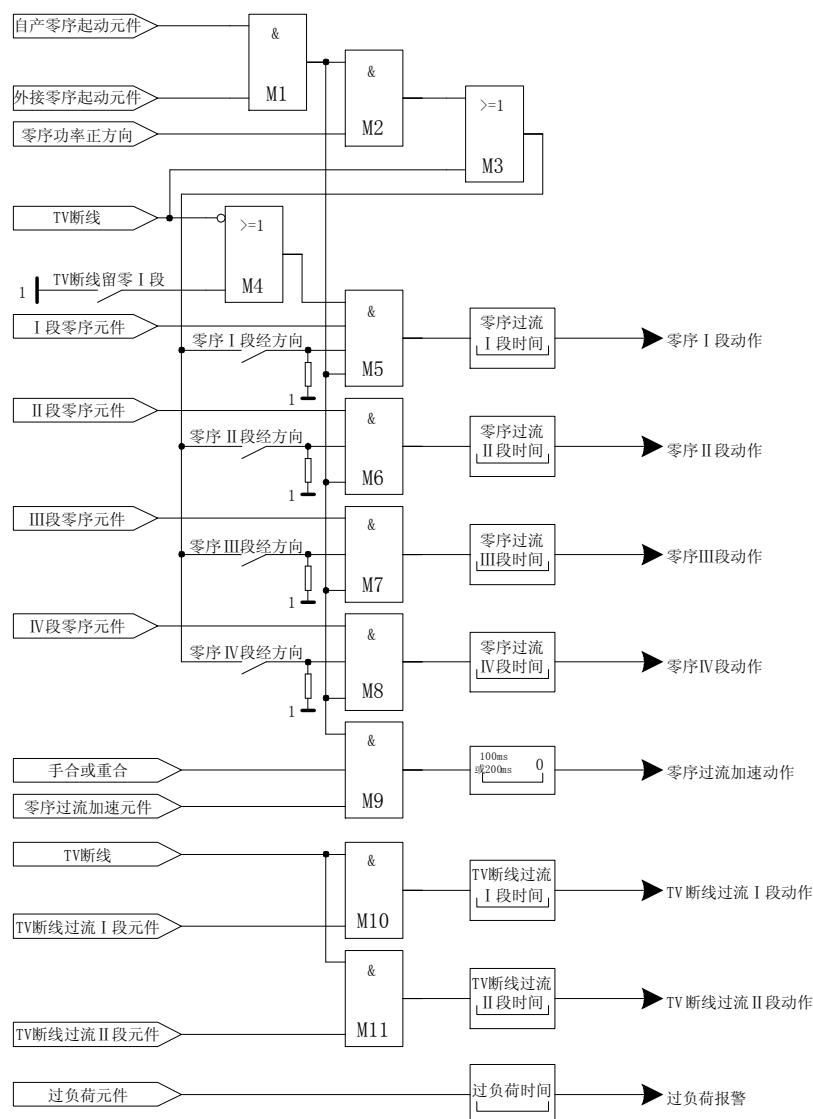 自产零序起动元件
&
M1
外接零序起动元件
&
M2
零序功率正方向
>=1
M3
TV断线
>=1
M4
TV断线留零Ⅰ段
1
Ⅰ段零序元件
&
M5
零序Ⅰ段经方向
1
零序过流
Ⅰ段时间
零序Ⅰ段动作
Ⅱ段零序元件
&
M6
零序Ⅱ段经方向
1
零序过流
Ⅱ段时间
零序Ⅱ段动作
Ⅲ段零序元件
&
M7
零序Ⅲ段经方向
1
零序过流
Ⅲ段时间
零序Ⅲ段动作
Ⅳ段零序元件
&
M8
零序Ⅳ段经方向
1
零序过流
Ⅳ段时间
零序Ⅳ段动作
&
M9
手合或重合
零序过流加速元件
100ms
或200ms
0
零序过流加速动作
TV断线
&
M10
TV断线过流Ⅰ段元件
TV断线过流
Ⅰ段时间
TV断线过流Ⅰ段动作
&
M11
TV断线过流Ⅱ段元件
TV断线过流
Ⅱ段时间
TV断线过流Ⅱ段动作
过负荷元件
过负荷时间
过负荷报警